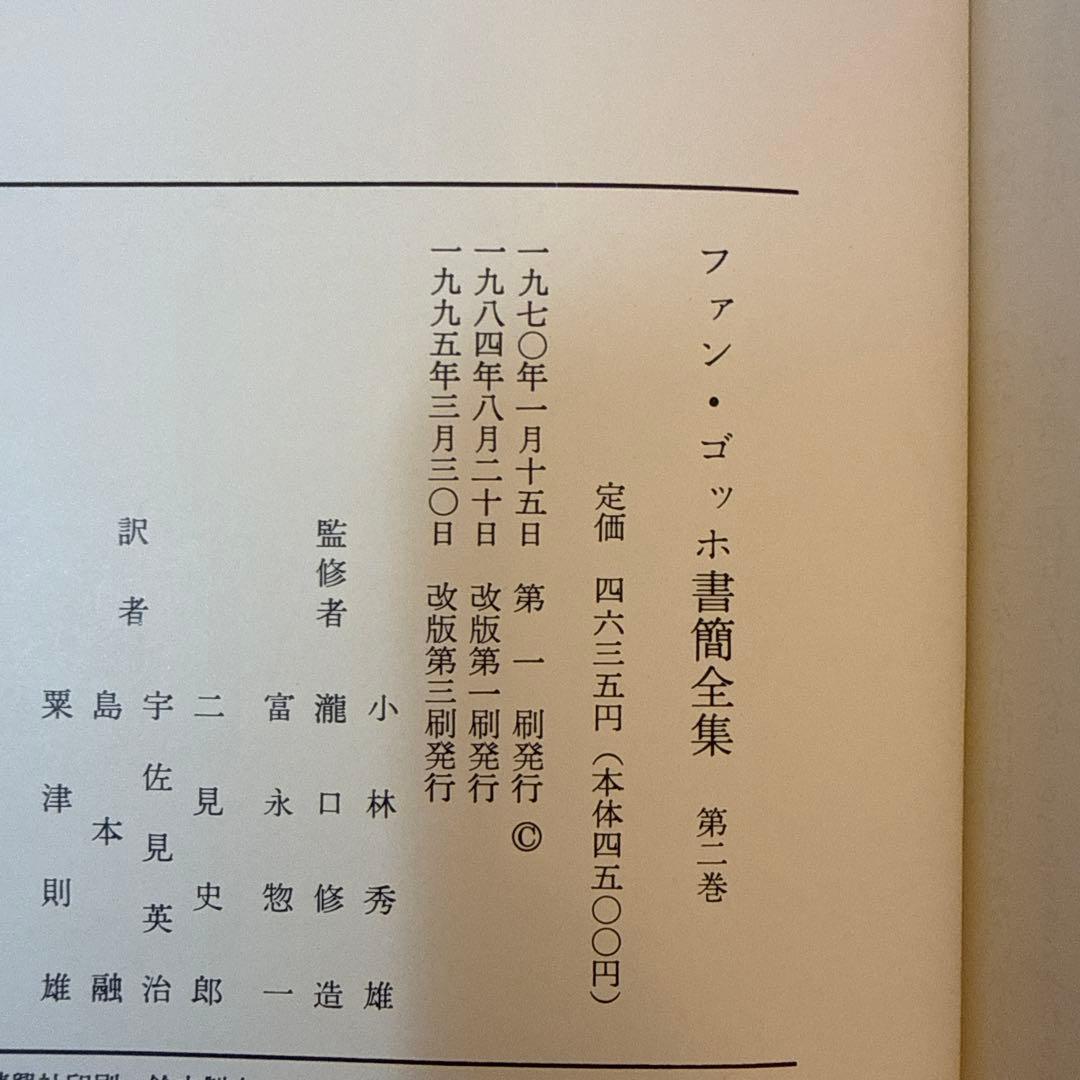 ファン・ゴッホ書簡全集 第二巻
定価 四六三五円(本体四五〇〇円)
一九七〇年一月十五日 第一刷発行 ©
一九八四年八月二十日 改版第一刷発行
一九九五年三月三〇日 改版第三刷発行
監修者
小林秀雄
瀧口修造
富永惣一
訳者
二見史郎
宇佐見英治
島本融
粟津則雄